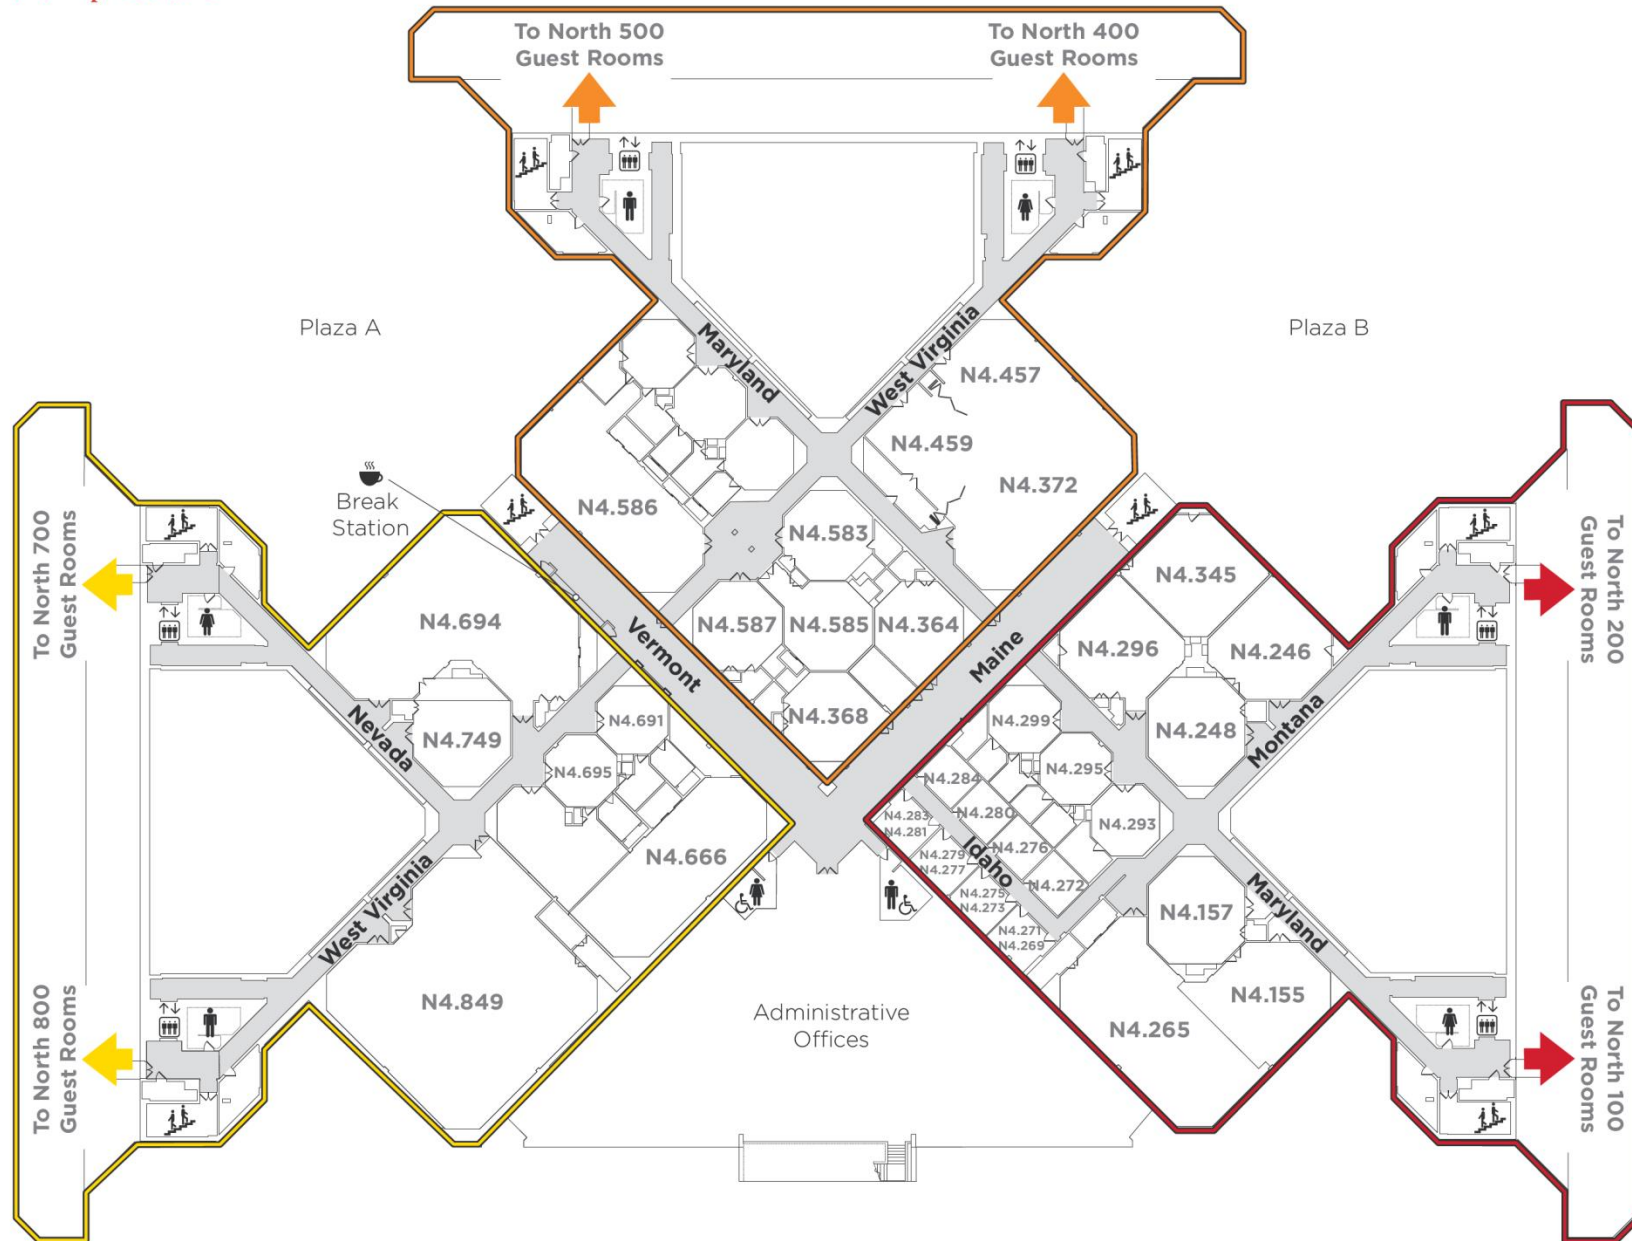 To North 500
Guest Rooms
To North 400
Guest Rooms
Plaza A
Plaza B
Maryland
West Virginia
N4.457
N4.459
N4.372
Break
Station
N4.586
N4.583
N4.587
N4.585
N4.364
N4.368
To North 700
Guest Rooms
N4.694
Vermont
Maine
N4.345
N4.296
N4.246
To North 200
Guest Rooms
Nevada
N4.749
N4.691
N4.695
N4.299
N4.295
N4.248
Montana
N4.284
N4.280
N4.293
N4.283
N4.281
N4.276
Idaho
N4.279
N4.277
N4.272
N4.275
N4.273
N4.271
N4.269
N4.666
West Virginia
N4.849
N4.157
Maryland
N4.155
N4.265
To North 800
Guest Rooms
Administrative
Offices
To North 100
Guest Rooms